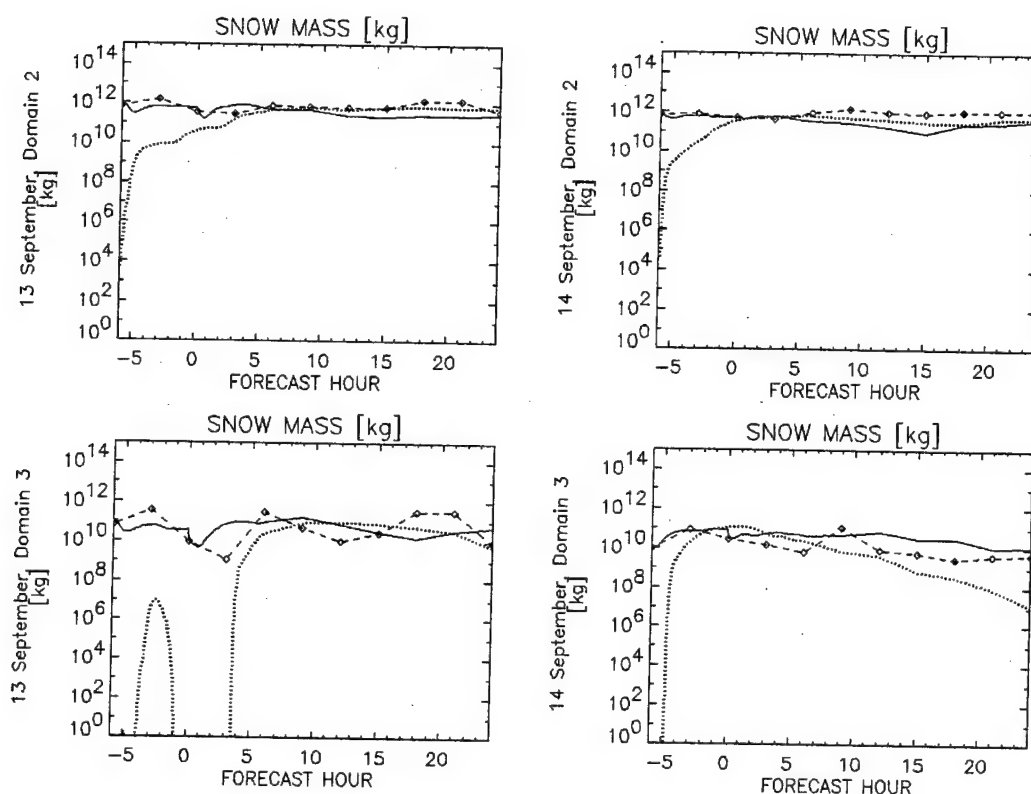 SNOW MASS [kg]
13 September, Domain 2
[kg]
10^14
10^12
10^10
10^8
10^6
10^4
10^2
10^0
-5 0 5 10 15 20
FORECAST HOUR
SNOW MASS [kg]
14 September, Domain 2
[kg]
10^14
10^12
10^10
10^8
10^6
10^4
10^2
10^0
-5 0 5 10 15 20
FORECAST HOUR
SNOW MASS [kg]
13 September, Domain 3
[kg]
10^14
10^12
10^10
10^8
10^6
10^4
10^2
10^0
-5 0 5 10 15 20
FORECAST HOUR
SNOW MASS [kg]
14 September, Domain 3
[kg]
10^14
10^12
10^10
10^8
10^6
10^4
10^2
10^0
-5 0 5 10 15 20
FORECAST HOUR